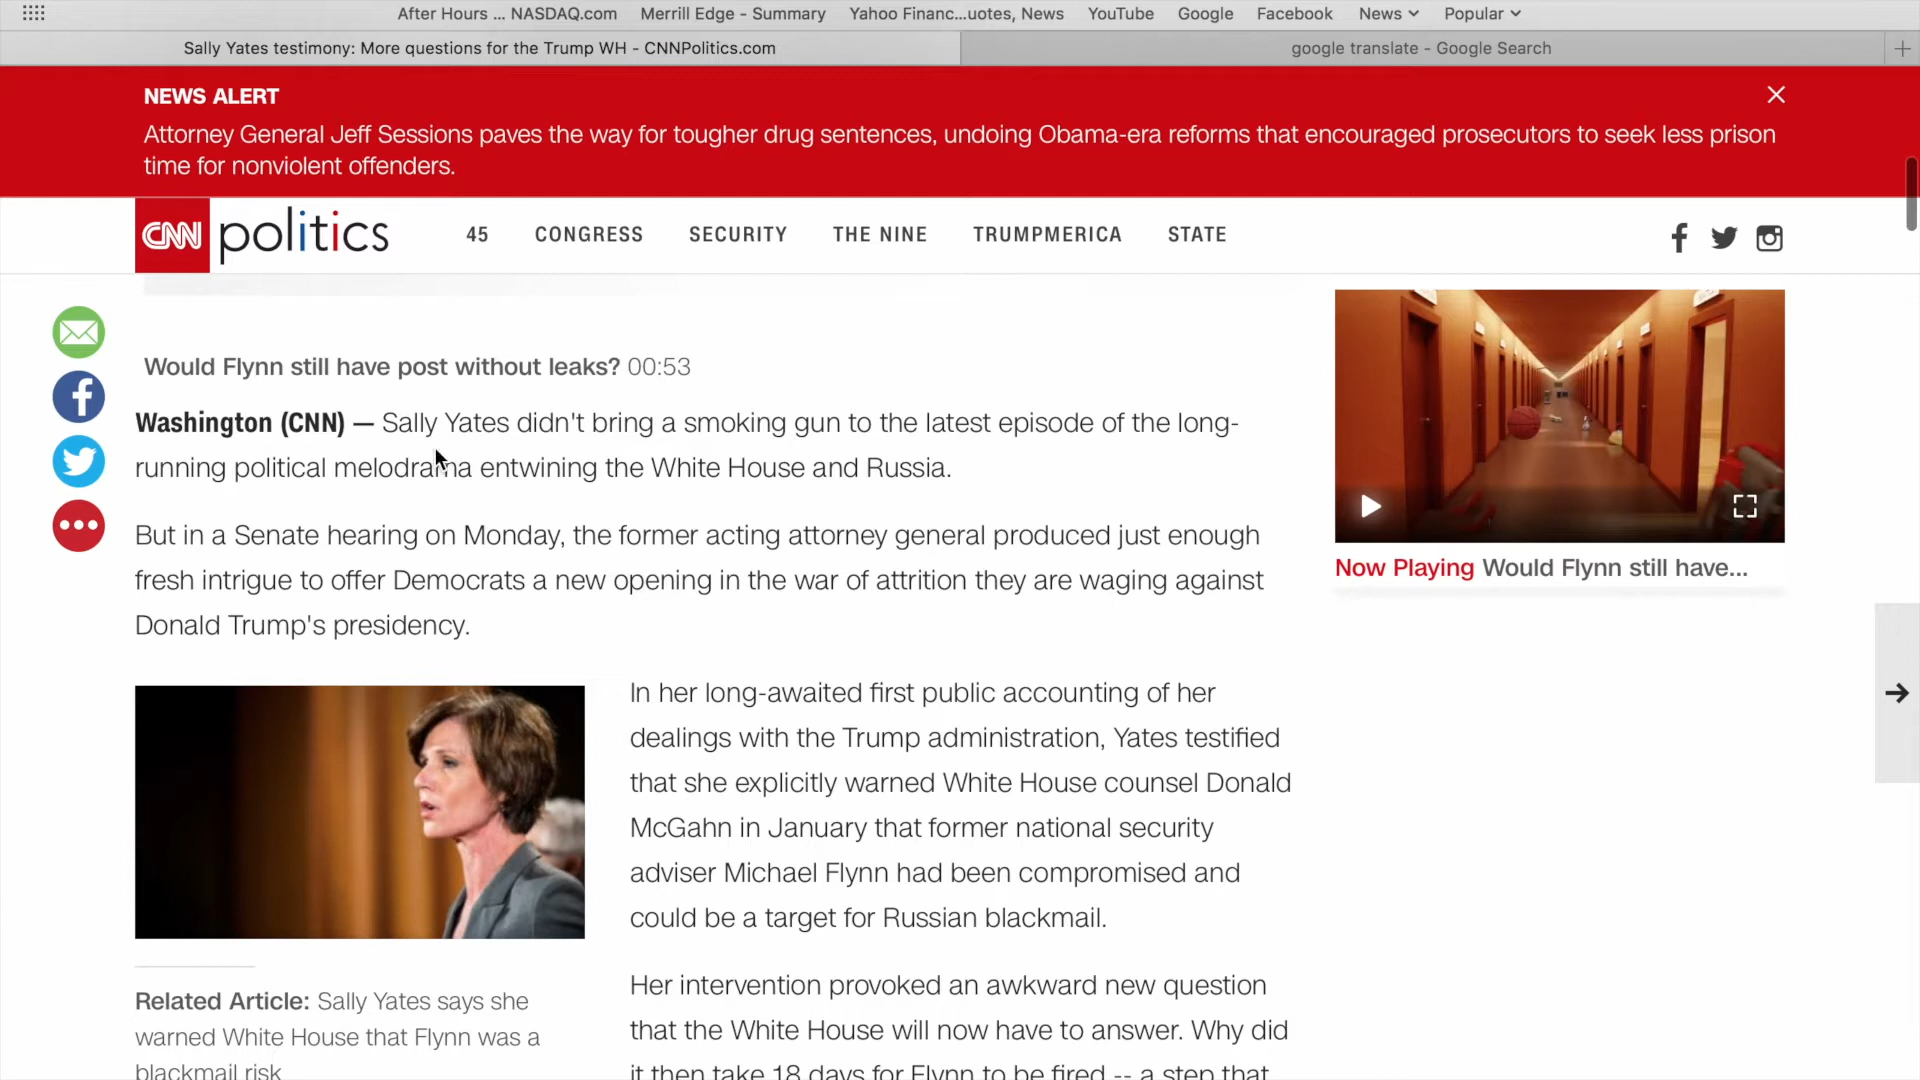 After Hours ... NASDAQ.com Merrill Edge - Summary Yahoo Financ...uotes, News YouTube Google Facebook News Popular
Sally Yates testimony: More questions for the Trump WH - CNNPolitics.com google translate - Google Search
NEWS ALERT
Attorney General Jeff Sessions paves the way for tougher drug sentences, undoing Obama-era reforms that encouraged prosecutors to seek less prison
time for nonviolent offenders.
CNN politics 45 CONGRESS SECURITY THE NINE TRUMPMERICA STATE
Would Flynn still have post without leaks? 00:53
Washington (CNN) — Sally Yates didn't bring a smoking gun to the latest episode of the long-
running political melodrama entwining the White House and Russia.
But in a Senate hearing on Monday, the former acting attorney general produced just enough
fresh intrigue to offer Democrats a new opening in the war of attrition they are waging against
Donald Trump's presidency.
Now Playing Would Flynn still have...
In her long-awaited first public accounting of her
dealings with the Trump administration, Yates testified
that she explicitly warned White House counsel Donald
McGahn in January that former national security
adviser Michael Flynn had been compromised and
could be a target for Russian blackmail.
Related Article: Sally Yates says she
warned White House that Flynn was a
blackmail risk
Her intervention provoked an awkward new question
that the White House will now have to answer. Why did
it then take 18 days for Flynn to be fired -- a step that